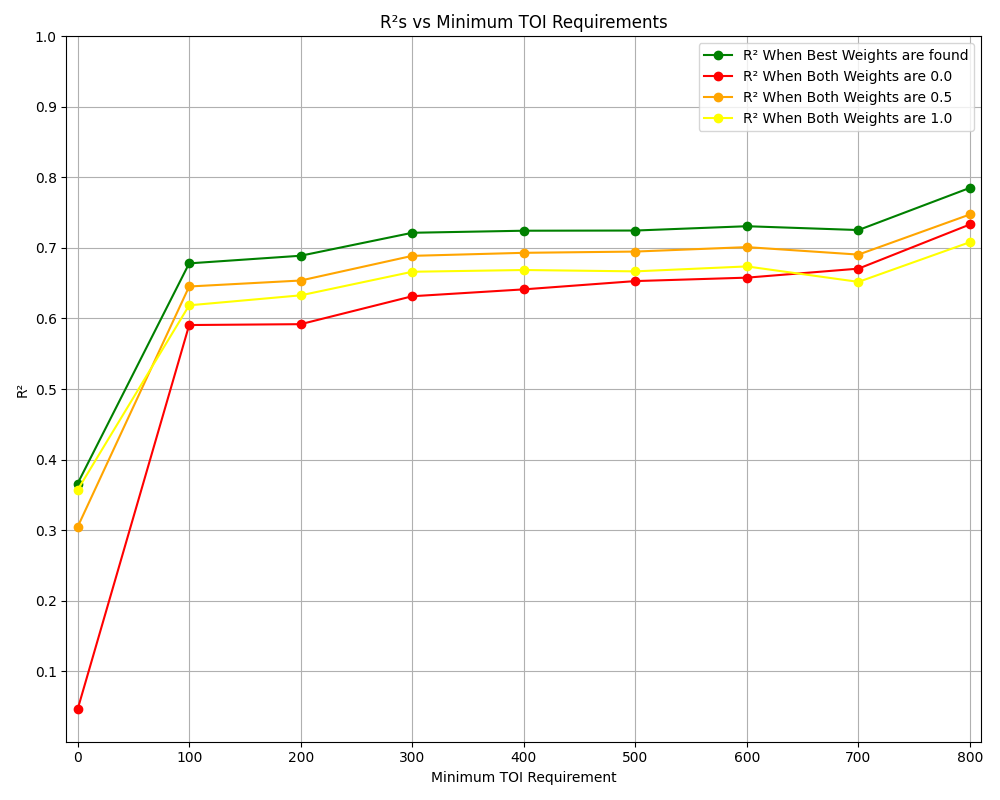 R²s vs Minimum TOI Requirements
1.0
0.9
0.8
0.7
0.6
0.5
0.4
0.3
0.2
0.1
R²
R² When Best Weights are found
R² When Both Weights are 0.0
R² When Both Weights are 0.5
R² When Both Weights are 1.0
0 100 200 300 400 500 600 700 800
Minimum TOI Requirement